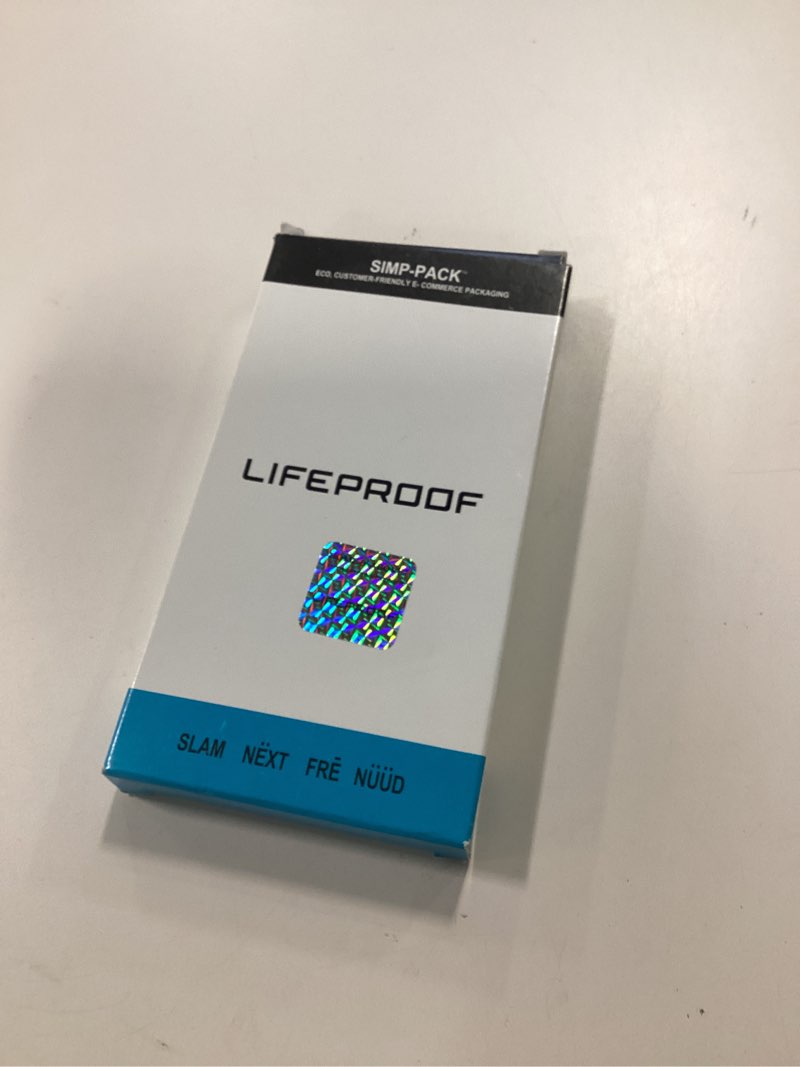 SIMP-PACK™
ECO, CUSTOMER-FRIENDLY E- COMMERCE PACKAGING
LIFEPROOF
SLAM NËXT FRĒ NÜÜD